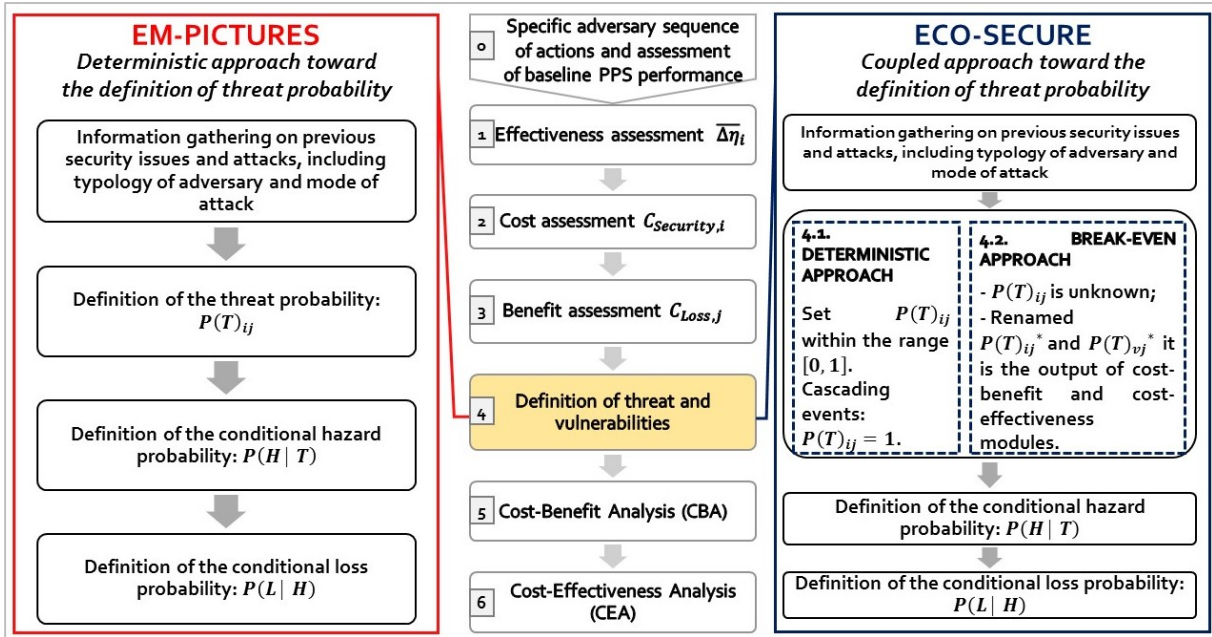 EM-PICTURES
Deterministic approach toward
the definition of threat probability
Information gathering on previous
security issues and attacks, including
typology of adversary and mode of
attack
Definition of the threat probability:
P(T)ij
Definition of the conditional hazard
probability: P(H | T)
Definition of the conditional loss
probability: P(L | H)
0
Specific adversary sequence
of actions and assessment
of baseline PPS performance
1
Effectiveness assessment Δηi
2
Cost assessment CSecurity,i
3
Benefit assessment CLoss,j
4
Definition of threat and
vulnerabilities
5
Cost-Benefit Analysis (CBA)
6
Cost-Effectiveness Analysis
(CEA)
ECO-SECURE
Coupled approach toward the
definition of threat probability
Information gathering on previous security issues
and attacks, including typology of adversary and
mode of attack
4.1.
DETERMINISTIC
APPROACH
Set P(T)ij
within the range
[0, 1].
Cascading
events:
P(T)ij = 1.
4.2. BREAK-EVEN
APPROACH
- P(T)ij is unknown;
- Renamed
P(T)ij* and P(T)vj* it
is the output of cost-
benefit and cost-
effectiveness
modules.
Definition of the conditional hazard
probability: P(H | T)
Definition of the conditional loss probability:
P(L | H)